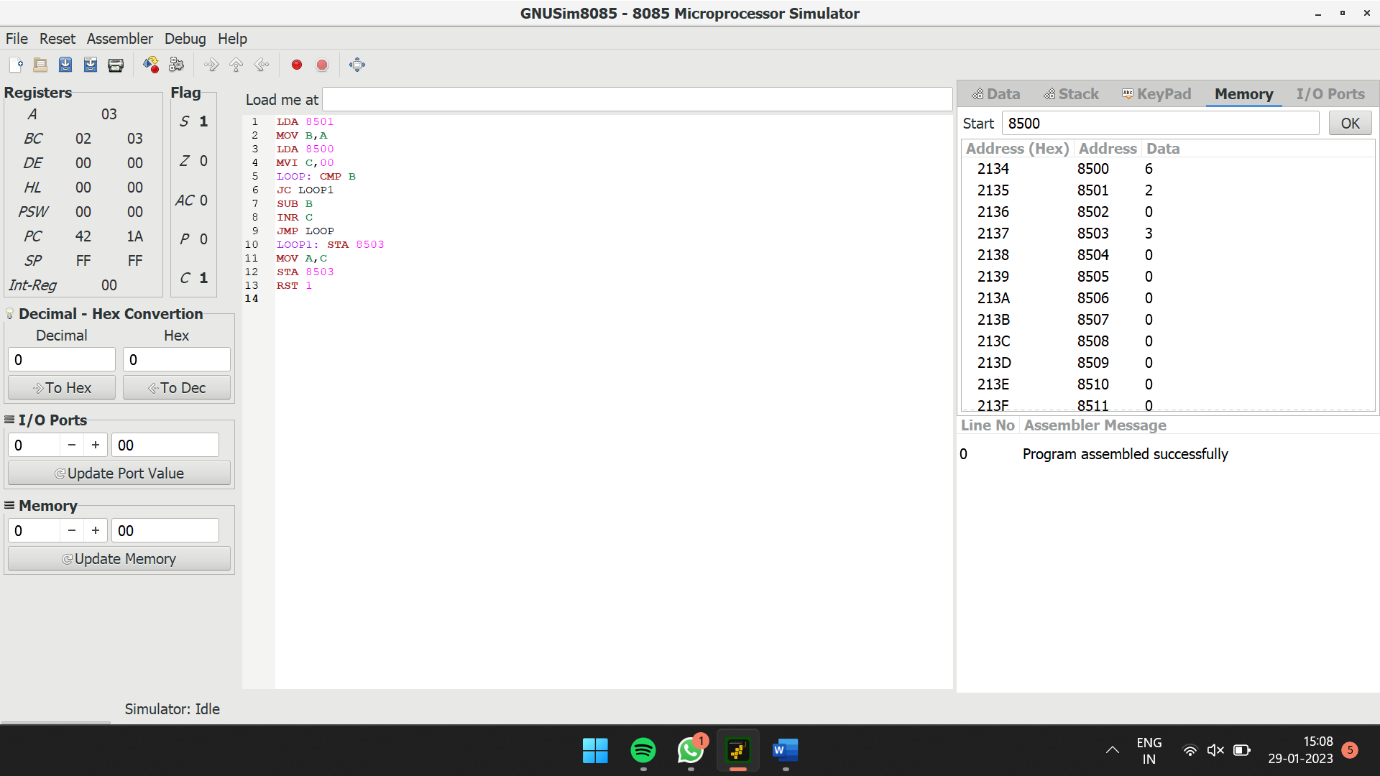 GNUSim8085 - 8085 Microprocessor Simulator
File Reset Assembler Debug Help
Registers
A 03
BC 02 03
DE 00 00
HL 00 00
PSW 00 00
PC 42 1A
SP FF FF
Int-Reg 00
Flag
S 1
Z 0
AC 0
P 0
C 1
Decimal - Hex Convertion
Decimal Hex
0 0
To Hex To Dec
I/O Ports
0 - + 00
Update Port Value
Memory
0 - + 00
Update Memory
Load me at
1 LDA 8501
2 MOV B,A
3 LDA 8500
4 MVI C,00
5 LOOP: CMP B
6 JC LOOP1
7 SUB B
8 INR C
9 JMP LOOP
10 LOOP1: STA 8503
11 MOV A,C
12 STA 8503
13 RST 1
14
Data Stack KeyPad Memory I/O Ports
Start 8500 OK
Address (Hex) Address Data
2134 8500 6
2135 8501 2
2136 8502 0
2137 8503 3
2138 8504 0
2139 8505 0
213A 8506 0
213B 8507 0
213C 8508 0
213D 8509 0
213E 8510 0
213F 8511 0
Line No Assembler Message
0 Program assembled successfully
Simulator: Idle
1
W
ENG
IN
15:08
29-01-2023
5